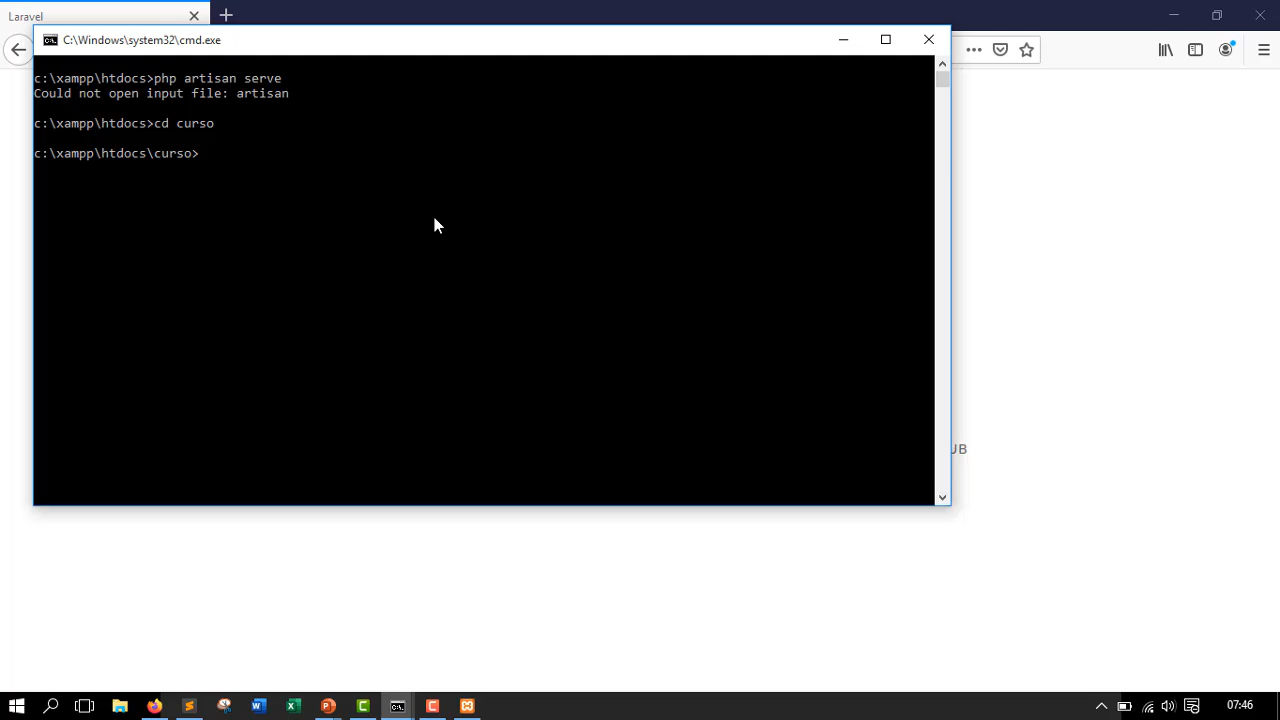 Laravel
C:\Windows\system32\cmd.exe
c:\xampp\htdocs>php artisan serve
Could not open input file: artisan
c:\xampp\htdocs>cd curso
c:\xampp\htdocs\curso>
UB
07:46